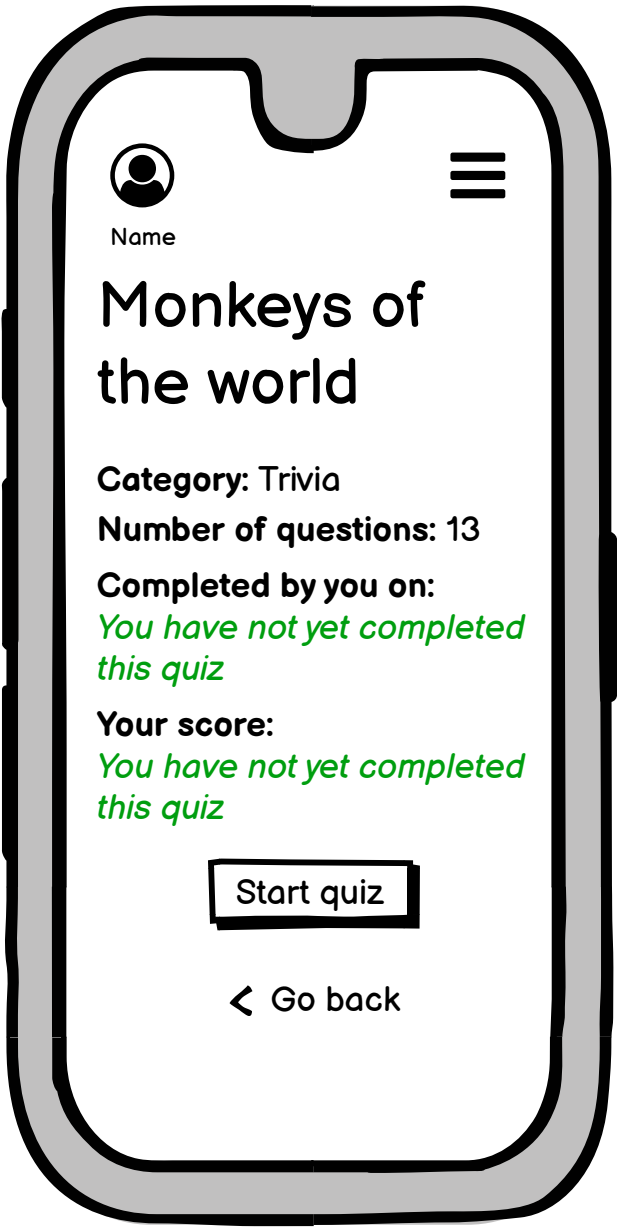 Name
Monkeys of
the world
Category: Trivia
Number of questions: 13
Completed by you on:
You have not yet completed
this quiz
Your score:
You have not yet completed
this quiz
Start quiz
Go back